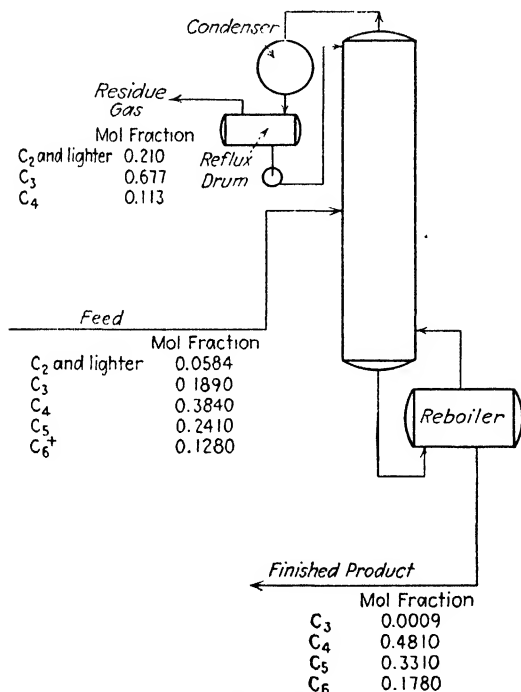 Condenser
Residue
Gas
Mol Fraction
C₂ and lighter 0.210
C₃ 0.677
C₄ 0.113
Reflux
Drum
Feed
Mol Fraction
C₂ and lighter 0.0584
C₃ 0 1890
C₄ 0.3840
C₅ 0.2410
C₆⁺ 0.1280
Reboiler
Finished Product
Mol Fraction
C₃ 0.0009
C₄ 0.4810
C₅ 0.3310
C₆ 0.1780